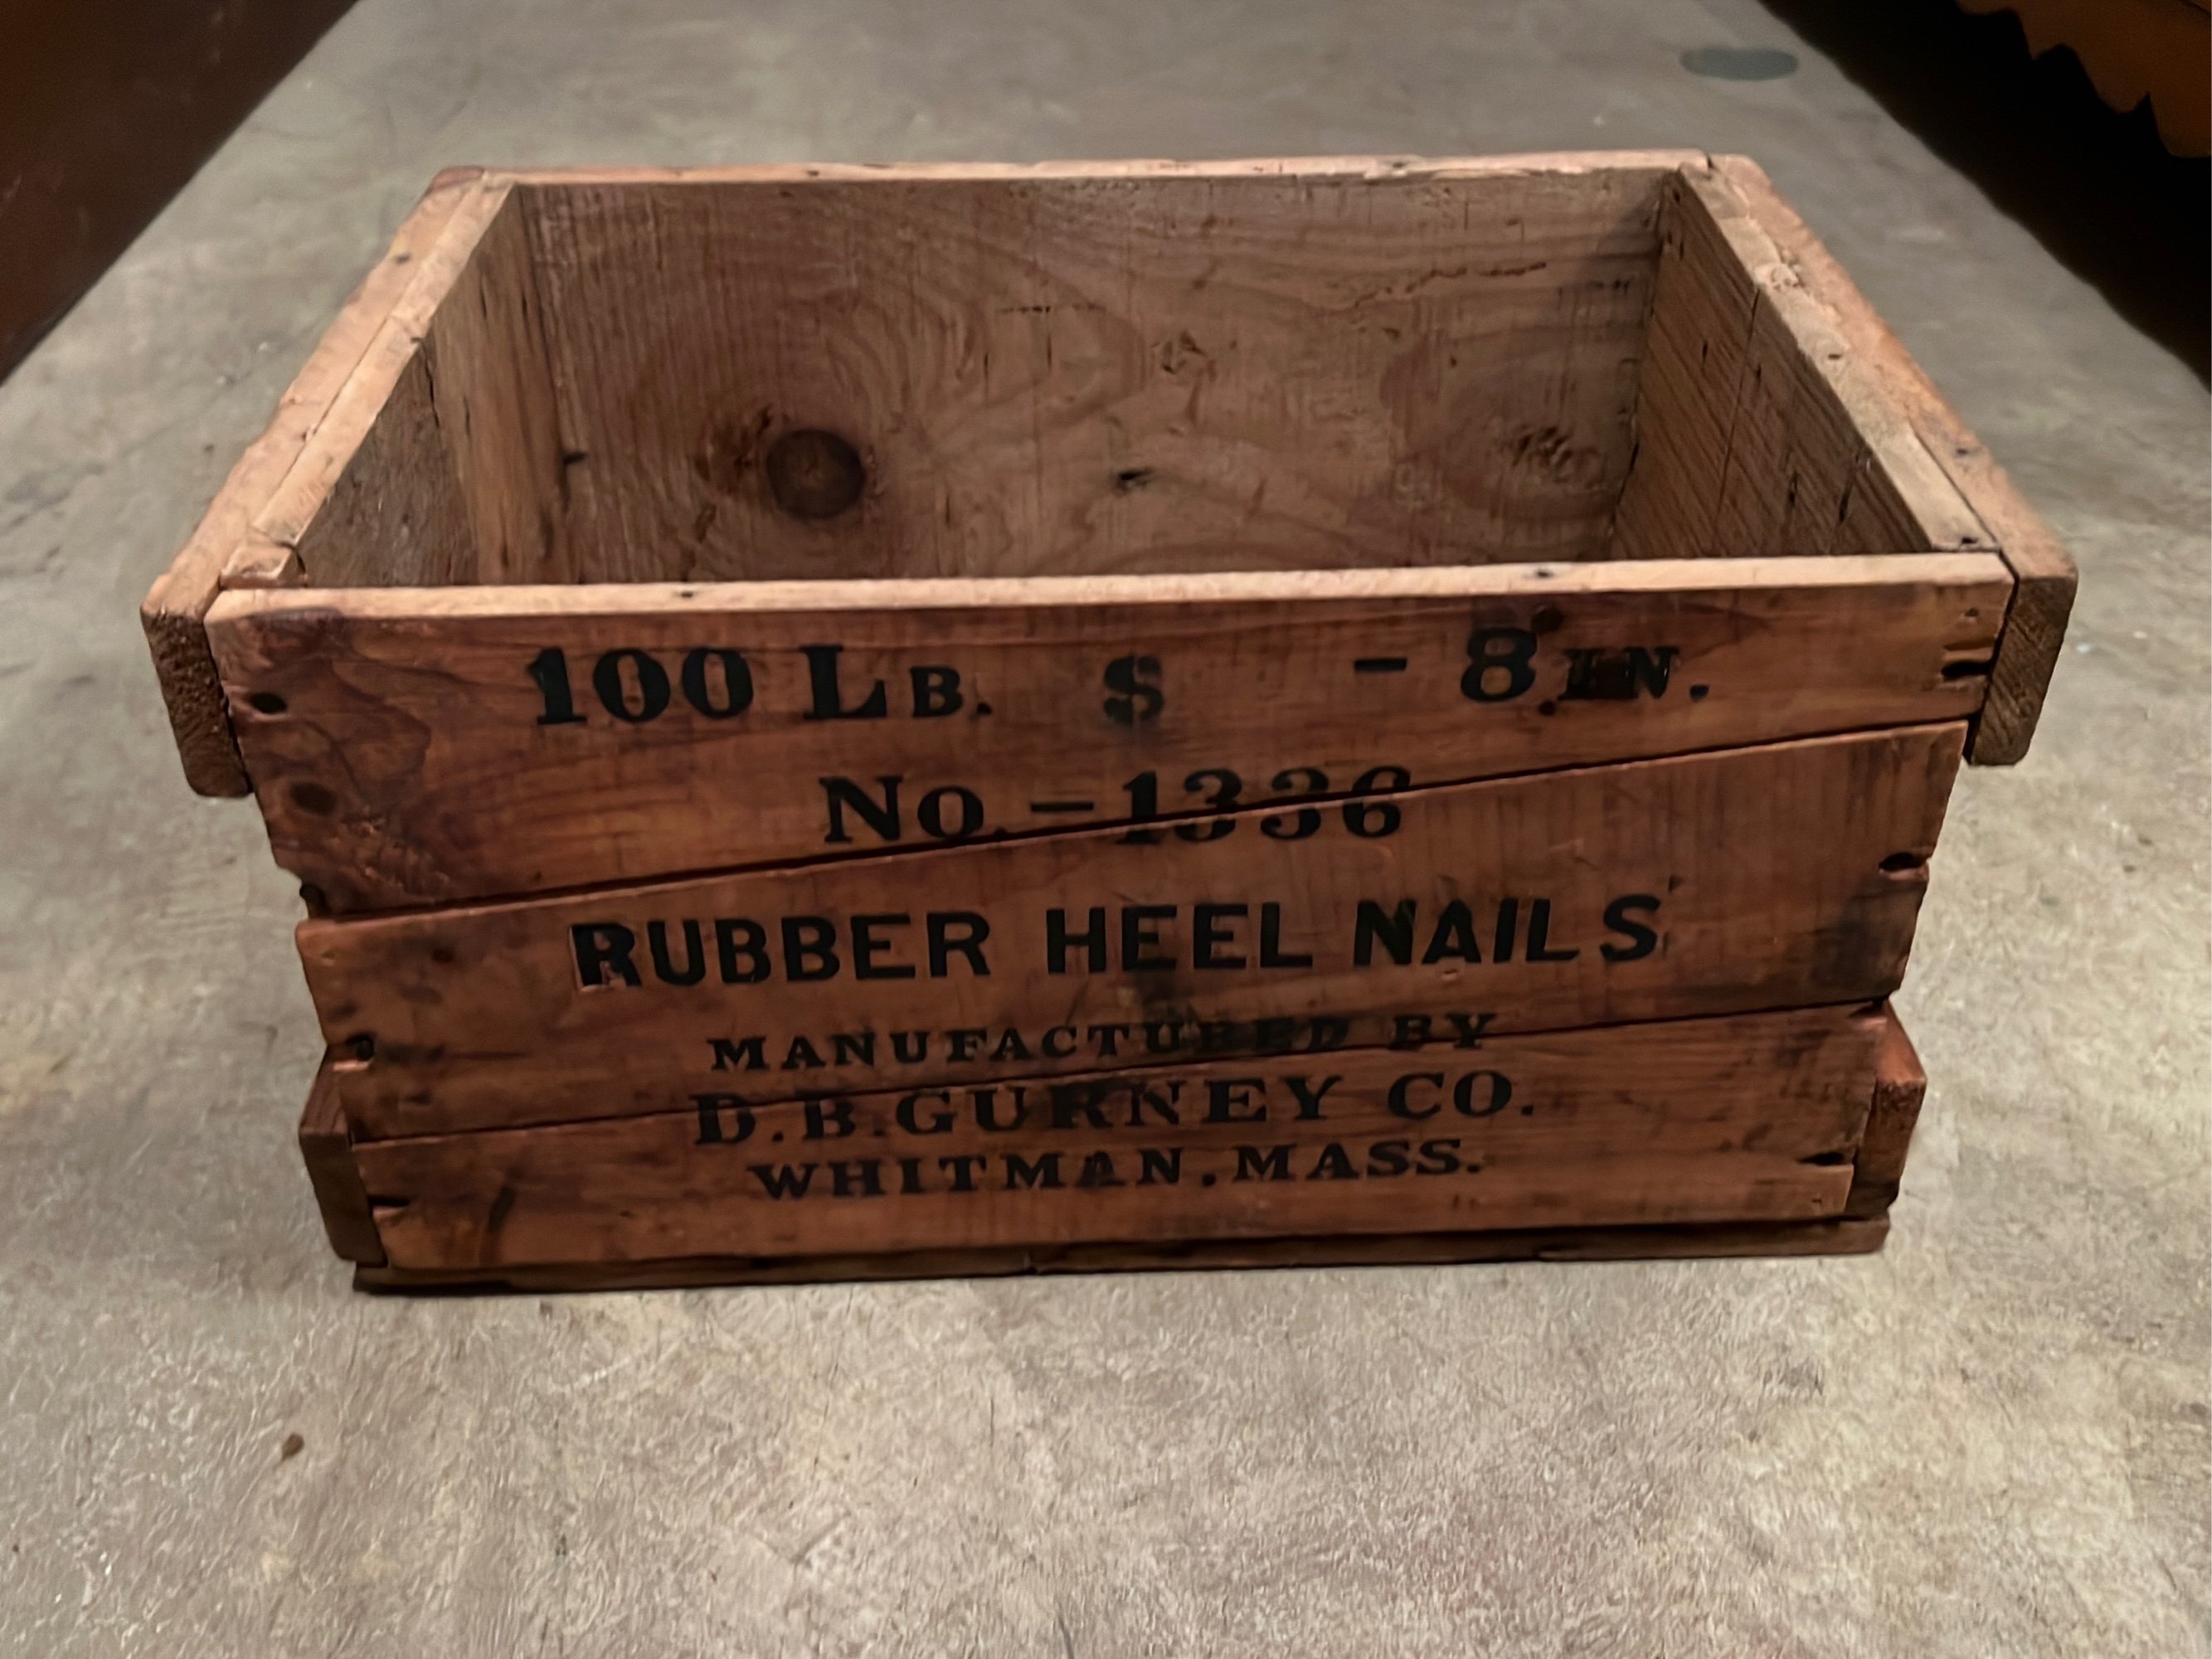 100 LB. S - 8 IN.
No. - 1336
RUBBER HEEL NAILS
MANUFACTURED BY
D.B. GURNEY CO.
WHITMAN, MASS.